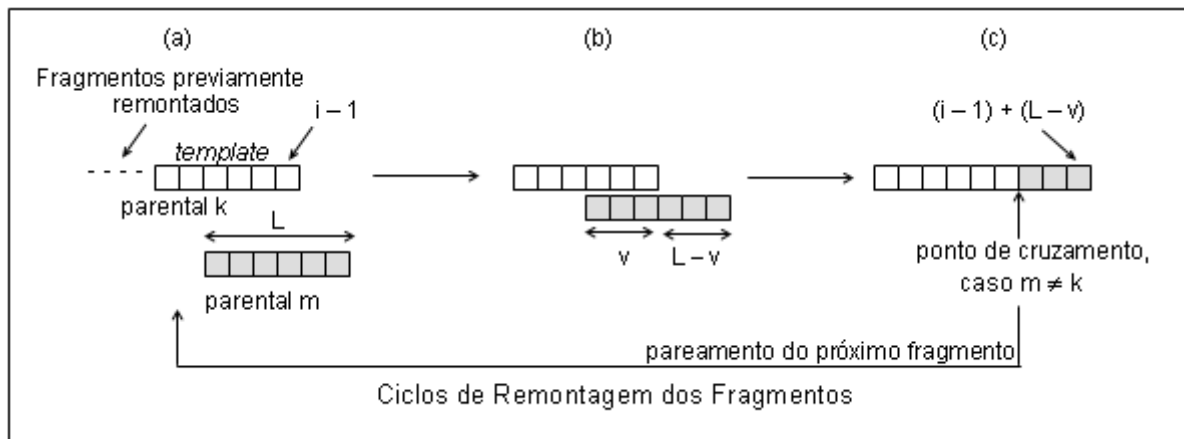 (a)
(b)
(c)
Fragmentos previamente
remontados
i – 1
(i – 1) + (L – v)
template
parental k
L
parental m
v
L – v
ponto de cruzamento,
caso m ≠ k
pareamento do próximo fragmento
Ciclos de Remontagem dos Fragmentos